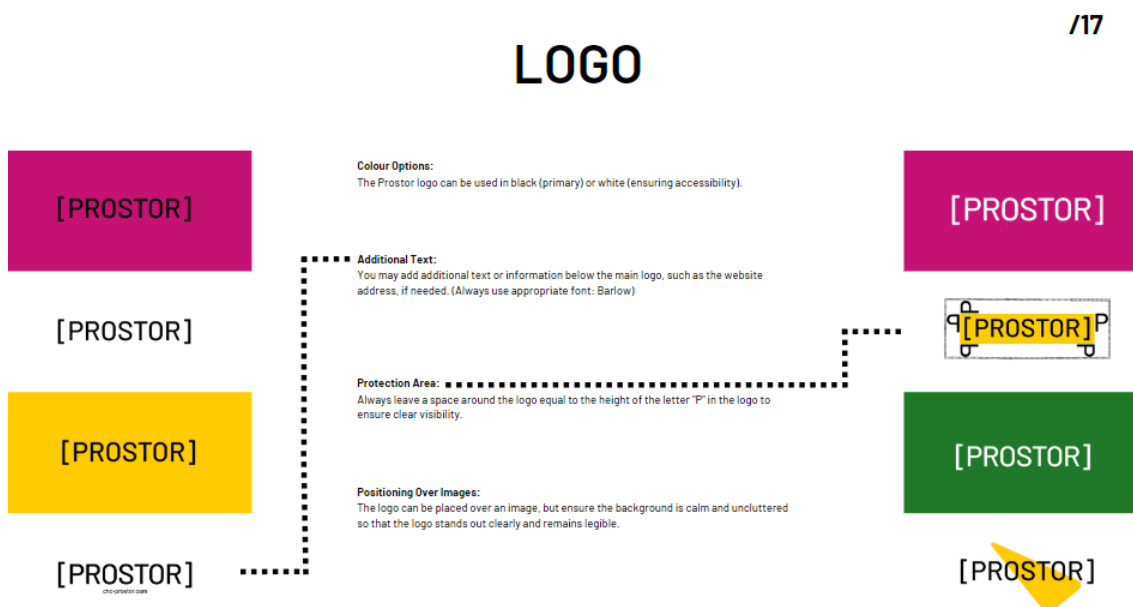 /17
LOGO
[PROSTOR]
[PROSTOR]
[PROSTOR]
[PROSTOR]
chc-prostor.com
Colour Options:
The Prostor logo can be used in black (primary) or white (ensuring accessibility).
Additional Text:
You may add additional text or information below the main logo, such as the website
address, if needed. (Always use appropriate font: Barlow)
Protection Area:
Always leave a space around the logo equal to the height of the letter "P" in the logo to
ensure clear visibility.
Positioning Over Images:
The logo can be placed over an image, but ensure the background is calm and uncluttered
so that the logo stands out clearly and remains legible.
[PROSTOR]
P
P [PROSTOR] P
P P
[PROSTOR]
[PROSTOR]